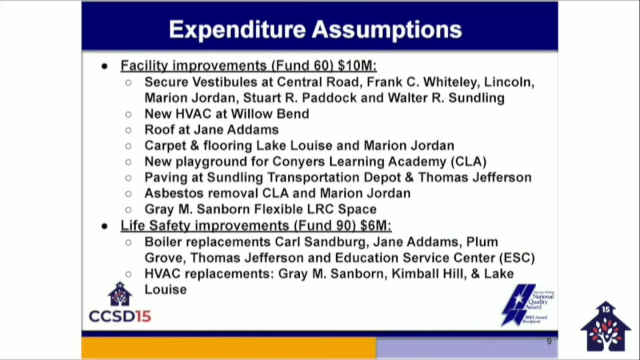 Expenditure Assumptions
● Facility improvements (Fund 60) $10M:
○ Secure Vestibules at Central Road, Frank C. Whiteley, Lincoln,
Marion Jordan, Stuart R. Paddock and Walter R. Sundling
○ New HVAC at Willow Bend
○ Roof at Jane Addams
○ Carpet & flooring Lake Louise and Marion Jordan
○ New playground for Conyers Learning Academy (CLA)
○ Paving at Sundling Transportation Depot & Thomas Jefferson
○ Asbestos removal CLA and Marion Jordan
○ Gray M. Sanborn Flexible LRC Space
● Life Safety improvements (Fund 90) $6M:
○ Boiler replacements Carl Sandburg, Jane Addams, Plum
Grove, Thomas Jefferson and Education Service Center (ESC)
○ HVAC replacements: Gray M. Sanborn, Kimball Hill, & Lake
Louise
CCSD15
National
Quality
Award
Recipient
15
9